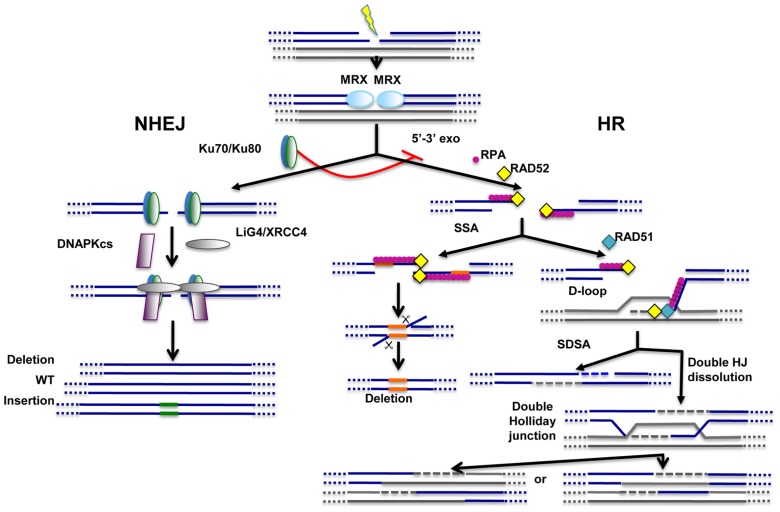 MRX MRX
NHEJ
HR
Ku70/Ku80
5'-3' exo
RPA
RAD52
DNAPKcs
LiG4/XRCC4
SSA
RAD51
D-loop
SDSA
Double HJ
dissolution
Deletion
WT
Insertion
Deletion
Double
Holliday
junction
or